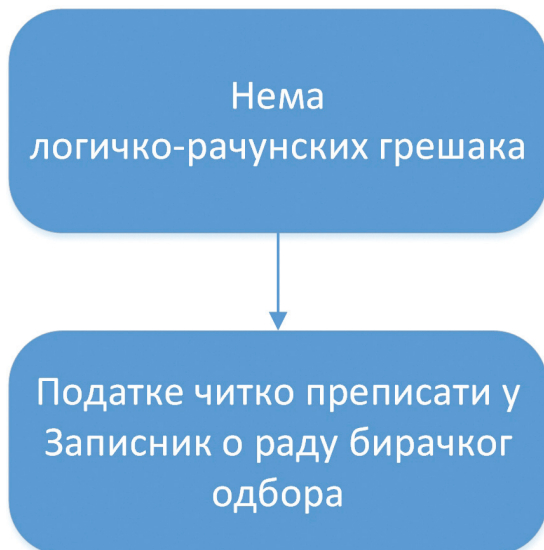 Нема
логичко-рачунских грешака
Податке читко преписати у
Записник о раду бирачког
одбора